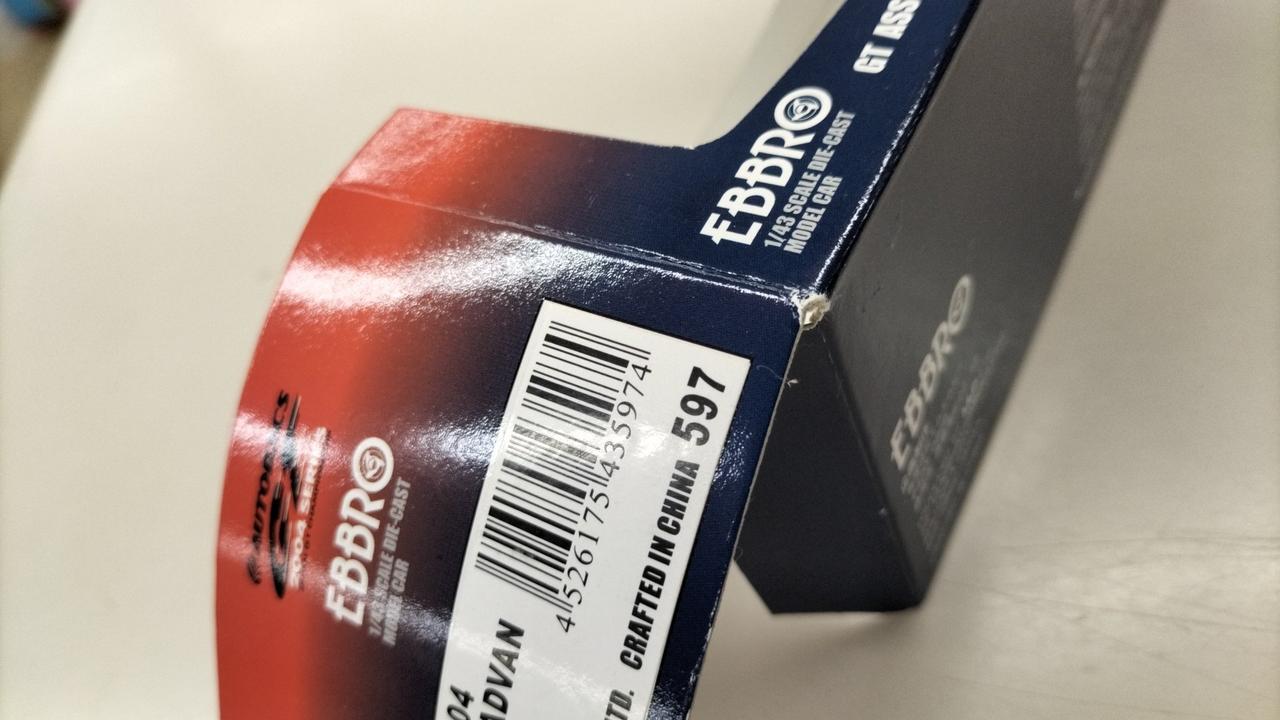 GT ASS
EBBRO
1/43 SCALE DIE-CAST
MODEL CAR
2004 SERIES
EBBRO
1/43 SCALE DIE-CAST
MODEL CAR
04
ADVAN
4 526175 435974
TD. CRAFTED IN CHINA 597
EBBRO